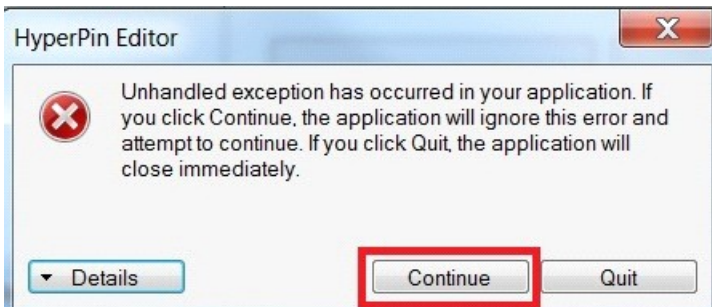 HyperPin Editor
Unhandled exception has occurred in your application. If
you click Continue, the application will ignore this error and
attempt to continue. If you click Quit, the application will
close immediately.
Details Continue Quit